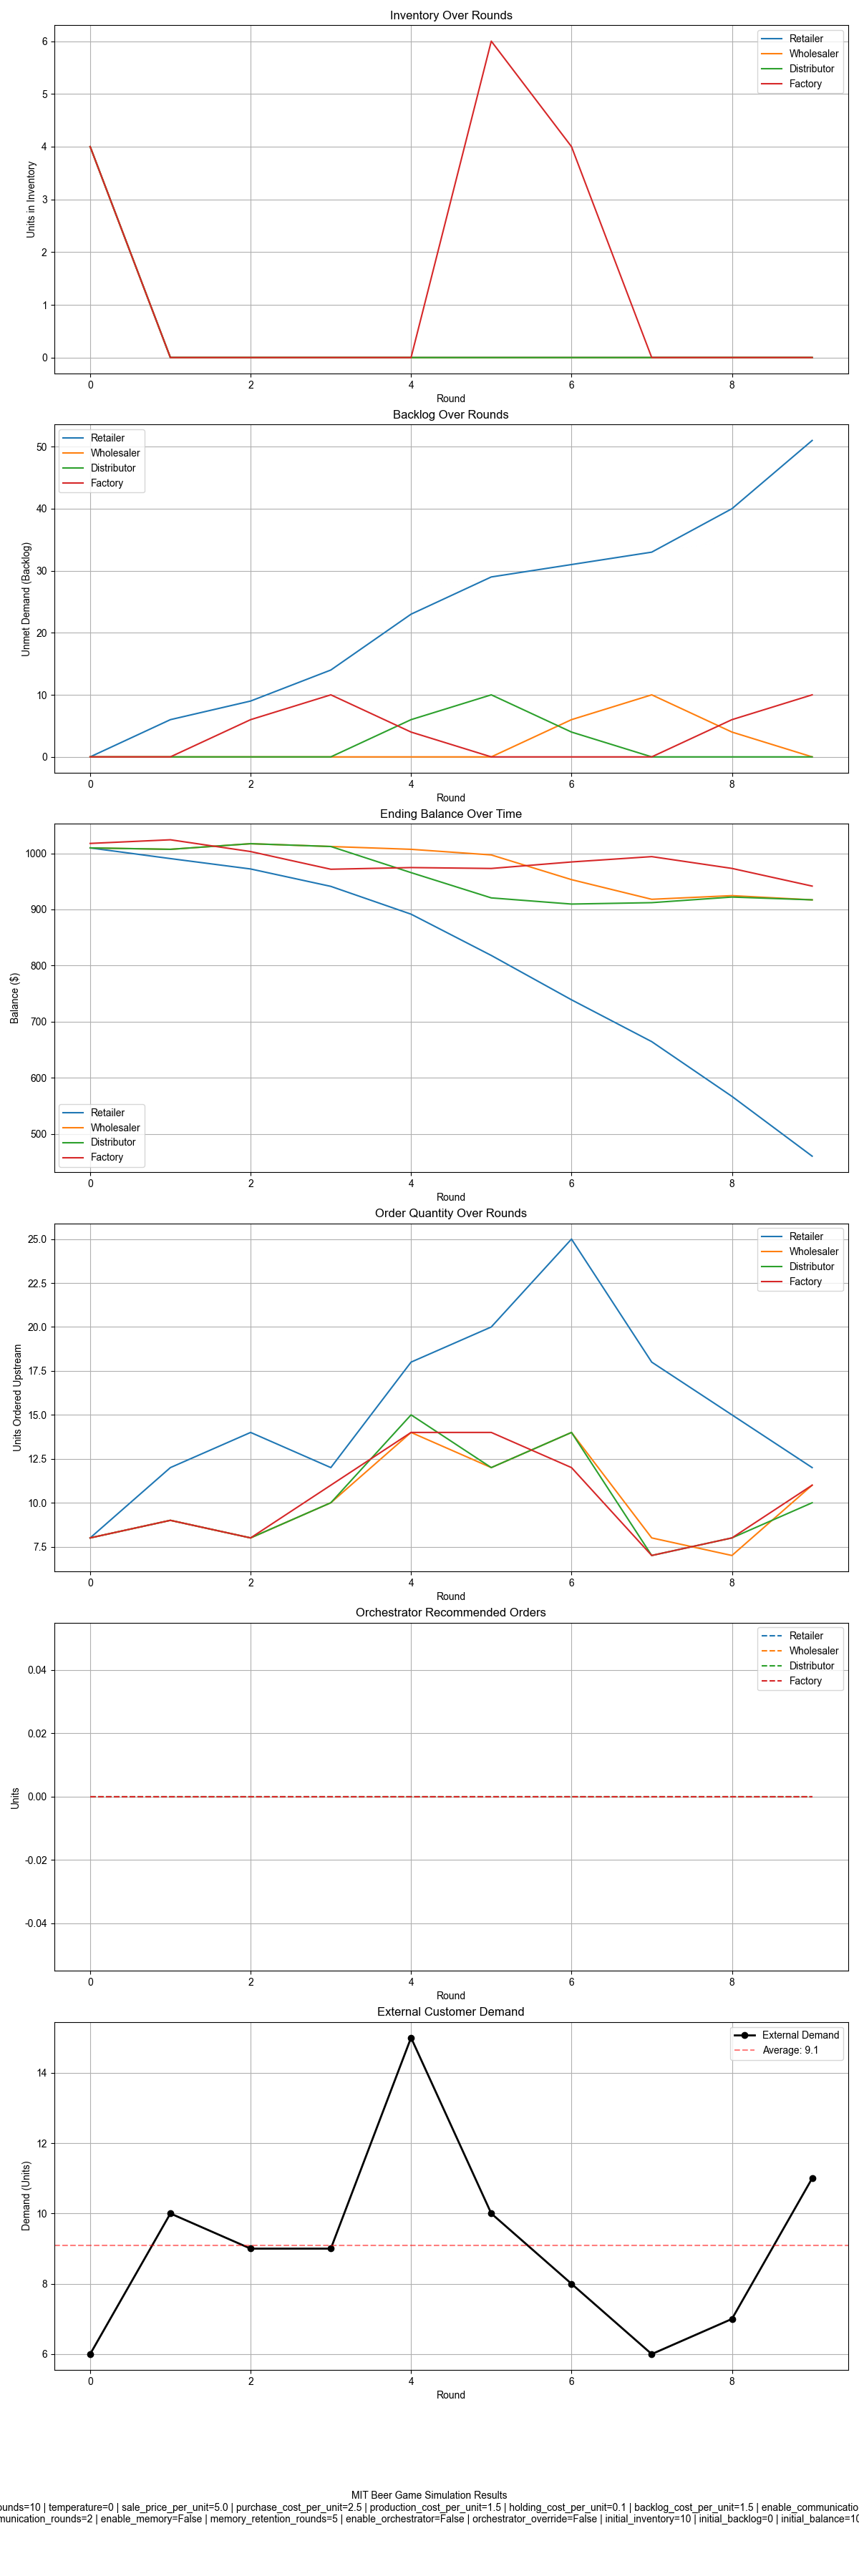 Inventory Over Rounds
6
5
4
3
2
1
0
Units in Inventory
Retailer
Wholesaler
Distributor
Factory
0 2 4 6 8
Round
Backlog Over Rounds
50
40
30
20
10
0
Unmet Demand (Backlog)
Retailer
Wholesaler
Distributor
Factory
0 2 4 6 8
Round
Ending Balance Over Time
1000
900
800
700
600
500
Balance ($)
Retailer
Wholesaler
Distributor
Factory
0 2 4 6 8
Round
Order Quantity Over Rounds
25.0
22.5
20.0
17.5
15.0
12.5
10.0
7.5
Units Ordered Upstream
Retailer
Wholesaler
Distributor
Factory
0 2 4 6 8
Round
Orchestrator Recommended Orders
0.04
0.02
0.00
-0.02
-0.04
Units
Retailer
Wholesaler
Distributor
Factory
0 2 4 6 8
Round
External Customer Demand
14
12
10
8
6
Demand (Units)
External Demand
Average: 9.1
0 2 4 6 8
Round
MIT Beer Game Simulation Results
ounds=10 | temperature=0 | sale_price_per_unit=5.0 | purchase_cost_per_unit=2.5 | production_cost_per_unit=1.5 | holding_cost_per_unit=0.1 | backlog_cost_per_unit=1.5 | enable_communicatio
munication_rounds=2 | enable_memory=False | memory_retention_rounds=5 | enable_orchestrator=False | orchestrator_override=False | initial_inventory=10 | initial_backlog=0 | initial_balance=10